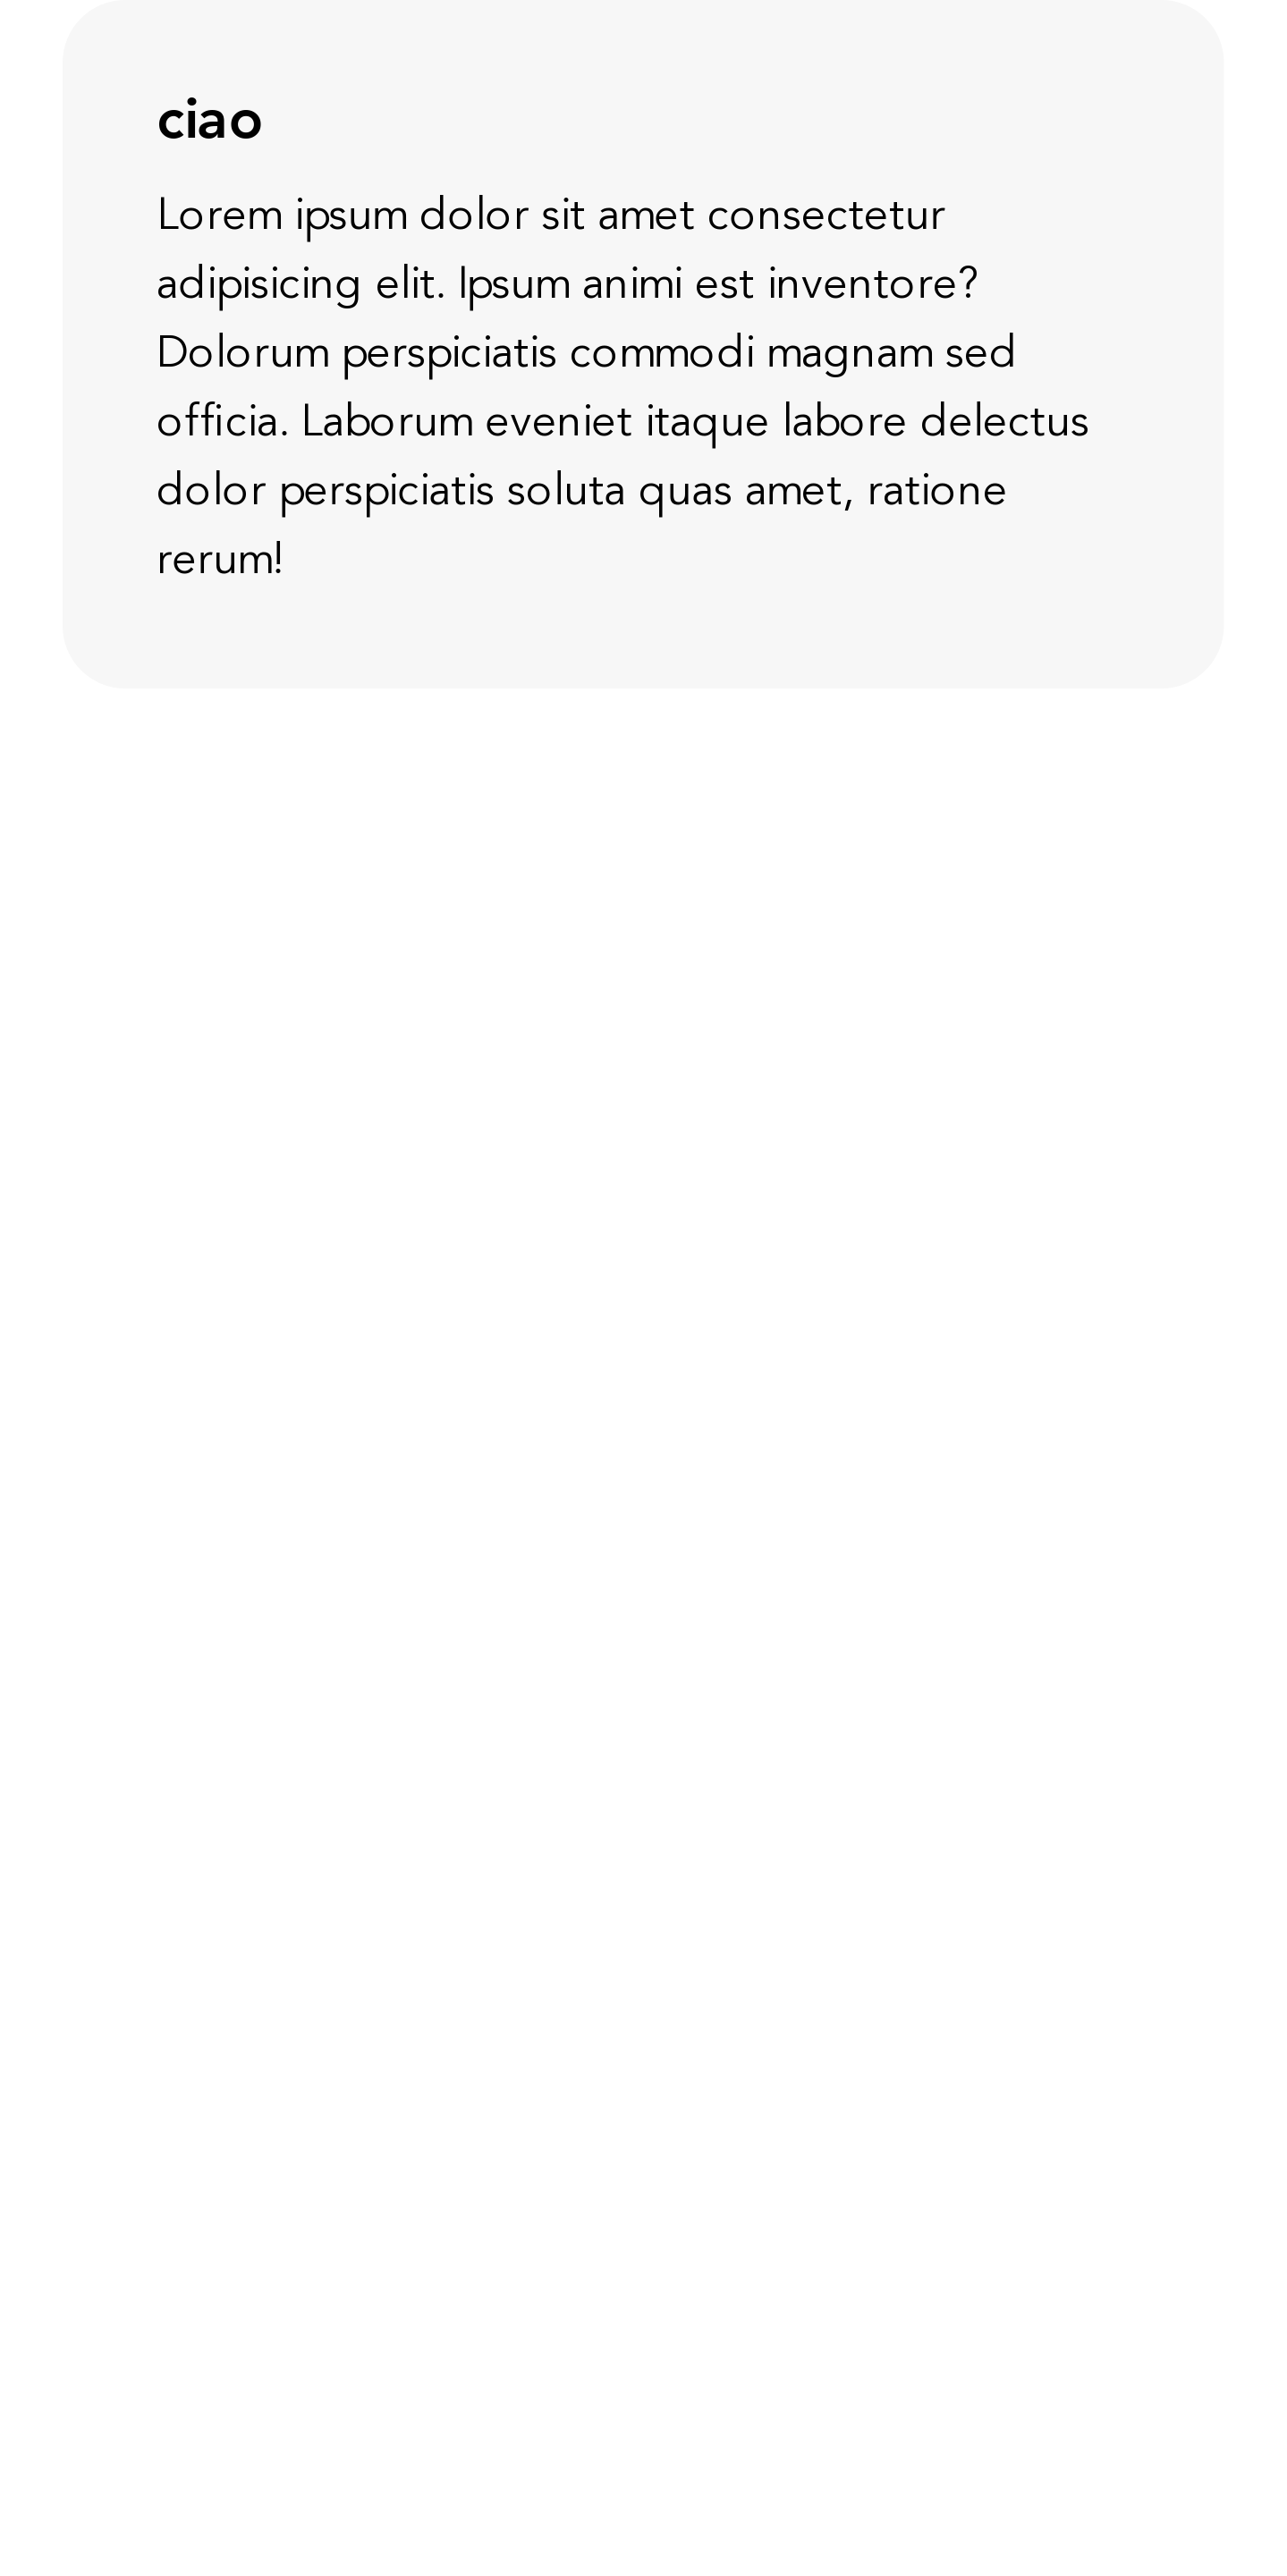 ciao
Lorem ipsum dolor sit amet consectetur
adipisicing elit. Ipsum animi est inventore?
Dolorum perspiciatis commodi magnam sed
officia. Laborum eveniet itaque labore delectus
dolor perspiciatis soluta quas amet, ratione
rerum!